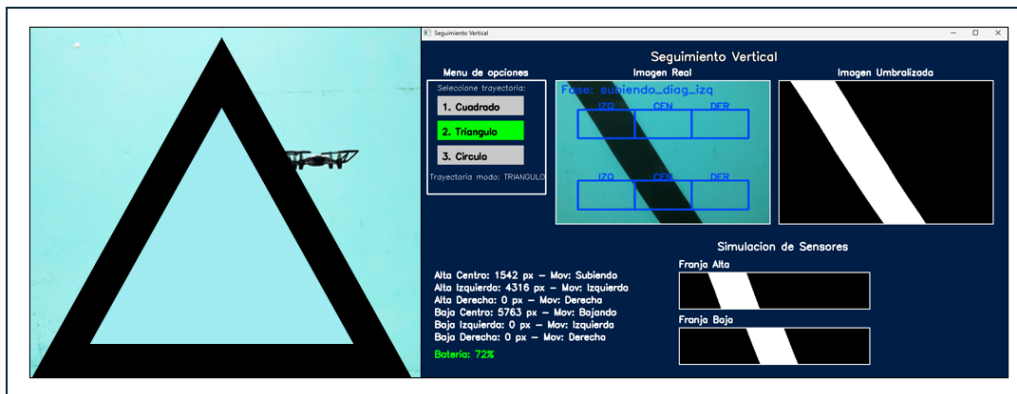 Seguimiento Vertical
Seguimiento Vertical
Menu de opciones
Seleccione trayectoria:
1. Cuadrado
2. Triangulo
3. Circulo
Trayectoria modo: TRIANGULO
Imagen Real
Fase: subiendo_diag_izq
IZQ CEN DER
IZQ CEN DER
Imagen Umbralizada
Simulacion de Sensores
Franja Alta
Franja Baja
Alta Centro: 1542 px – Mov: Subiendo
Alta Izquierda: 4316 px – Mov: Izquierda
Alta Derecha: 0 px – Mov: Derecha
Baja Centro: 5763 px – Mov: Bajando
Baja Izquierda: 0 px – Mov: Izquierda
Baja Derecha: 0 px – Mov: Derecha
Bateria: 72%